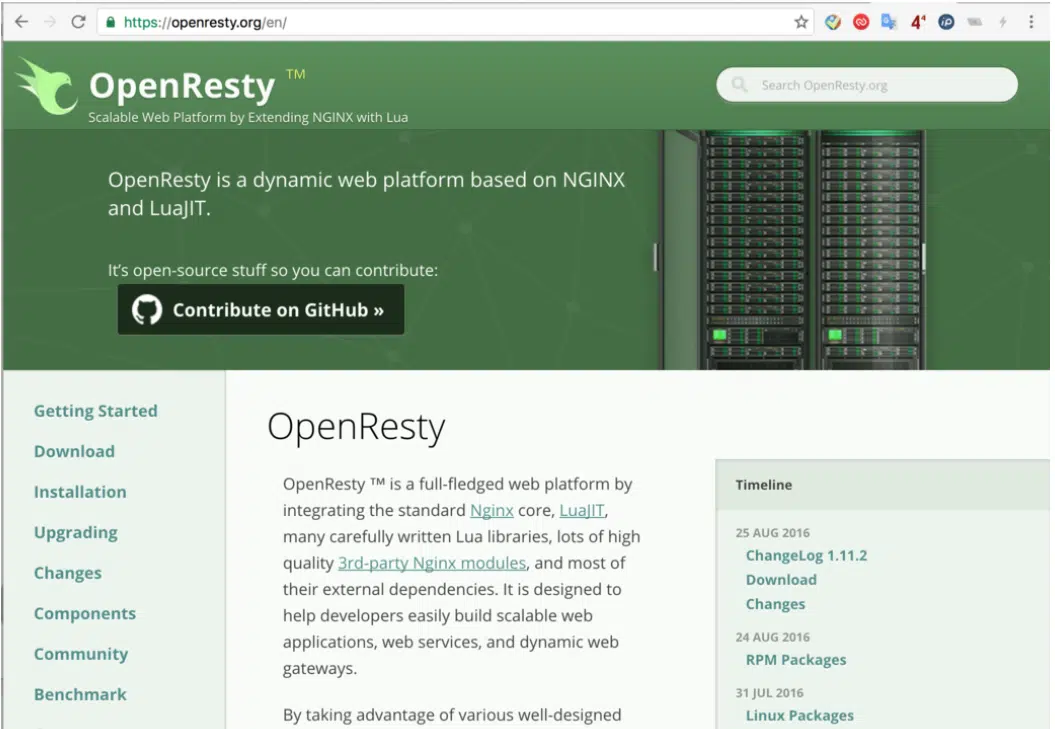 https://openresty.org/en/
OpenResty TM
Search OpenResty.org
Scalable Web Platform by Extending NGINX with Lua
OpenResty is a dynamic web platform based on NGINX
and LuaJIT.
It's open-source stuff so you can contribute:
Contribute on GitHub »
Getting Started
Download
Installation
Upgrading
Changes
Components
Community
Benchmark
OpenResty
OpenResty ™ is a full-fledged web platform by
integrating the standard Nginx core, LuaJIT,
many carefully written Lua libraries, lots of high
quality 3rd-party Nginx modules, and most of
their external dependencies. It is designed to
help developers easily build scalable web
applications, web services, and dynamic web
gateways.
By taking advantage of various well-designed
Timeline
25 AUG 2016
ChangeLog 1.11.2
Download
Changes
24 AUG 2016
RPM Packages
31 JUL 2016
Linux Packages